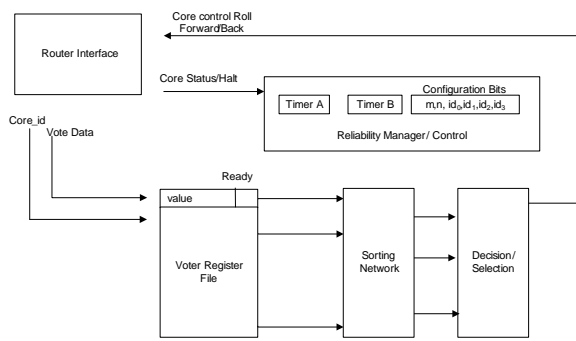 Core control Roll
Forward/Back
Router Interface
Core Status/Halt
Configuration Bits
Timer A
Timer B
m,n, id0,id1,id2,id3
Reliability Manager/ Control
Core_id
Vote Data
Ready
value
Voter Register
File
Sorting
Network
Decision/
Selection